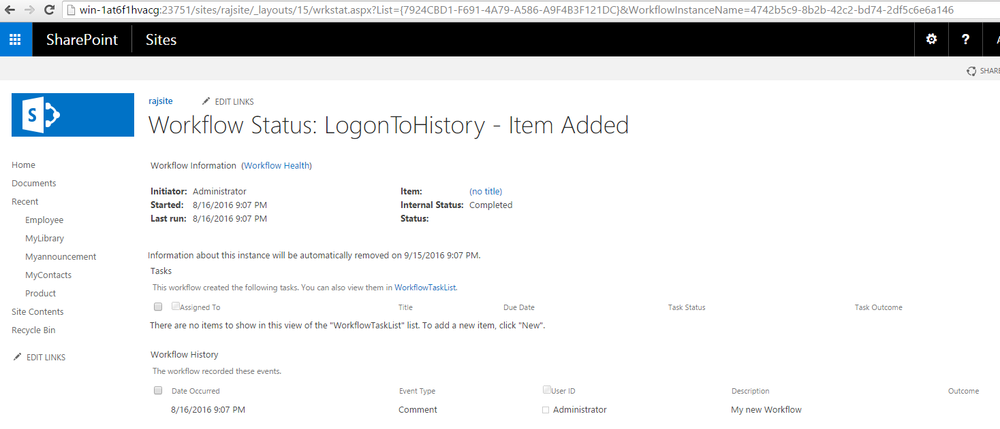 win-1at6f1hvacg:23751/sites/rajsite/_layouts/15/wrkstat.aspx?List={7924CBD1-F691-4A79-A586-A9F4B3F121DC}&WorkflowInstanceName=4742b5c9-8b2b-42c2-bd74-2df5c6e6a146
SharePoint Sites ? A
SHARE
S
rajsite EDIT LINKS
Workflow Status: LogonToHistory - Item Added
Home
Documents
Recent
Employee
MyLibrary
Myannouncement
MyContacts
Product
Site Contents
Recycle Bin
EDIT LINKS
Workflow Information (Workflow Health)
Initiator: Administrator Item: (no title)
Started: 8/16/2016 9:07 PM Internal Status: Completed
Last run: 8/16/2016 9:07 PM Status:
Information about this instance will be automatically removed on 9/15/2016 9:07 PM.
Tasks
This workflow created the following tasks. You can also view them in WorkflowTaskList.
Assigned To Title Due Date Task Status Task Outcome
There are no items to show in this view of the "WorkflowTaskList" list. To add a new item, click "New".
Workflow History
The workflow recorded these events.
Date Occurred Event Type User ID Description Outcome
8/16/2016 9:07 PM Comment Administrator My new Workflow